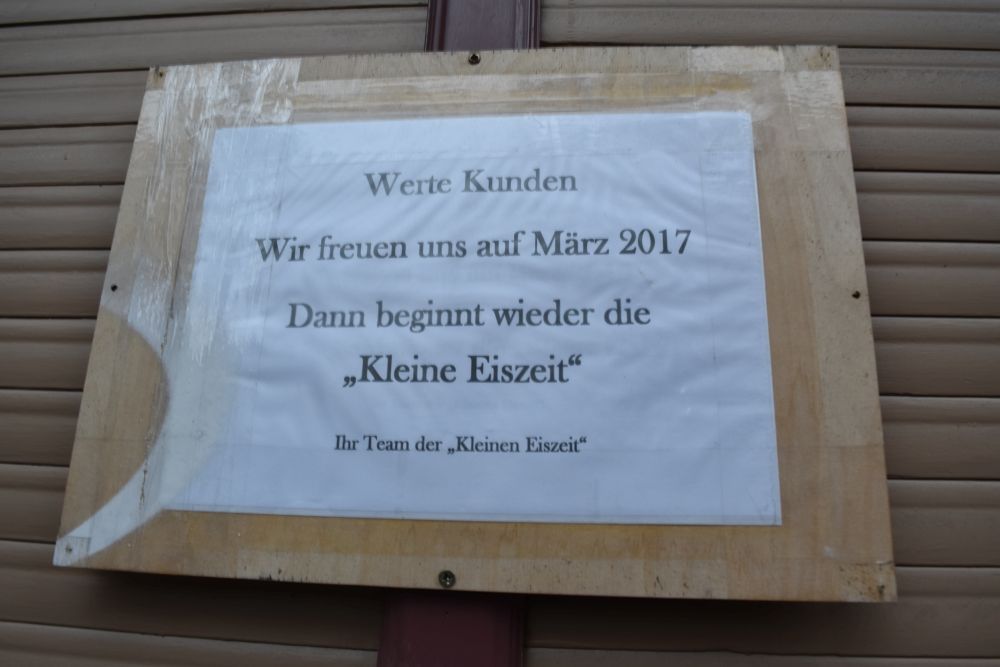 Werte Kunden
Wir freuen uns auf März 2017
Dann beginnt wieder die
„Kleine Eiszeit“
Ihr Team der „Kleinen Eiszeit“